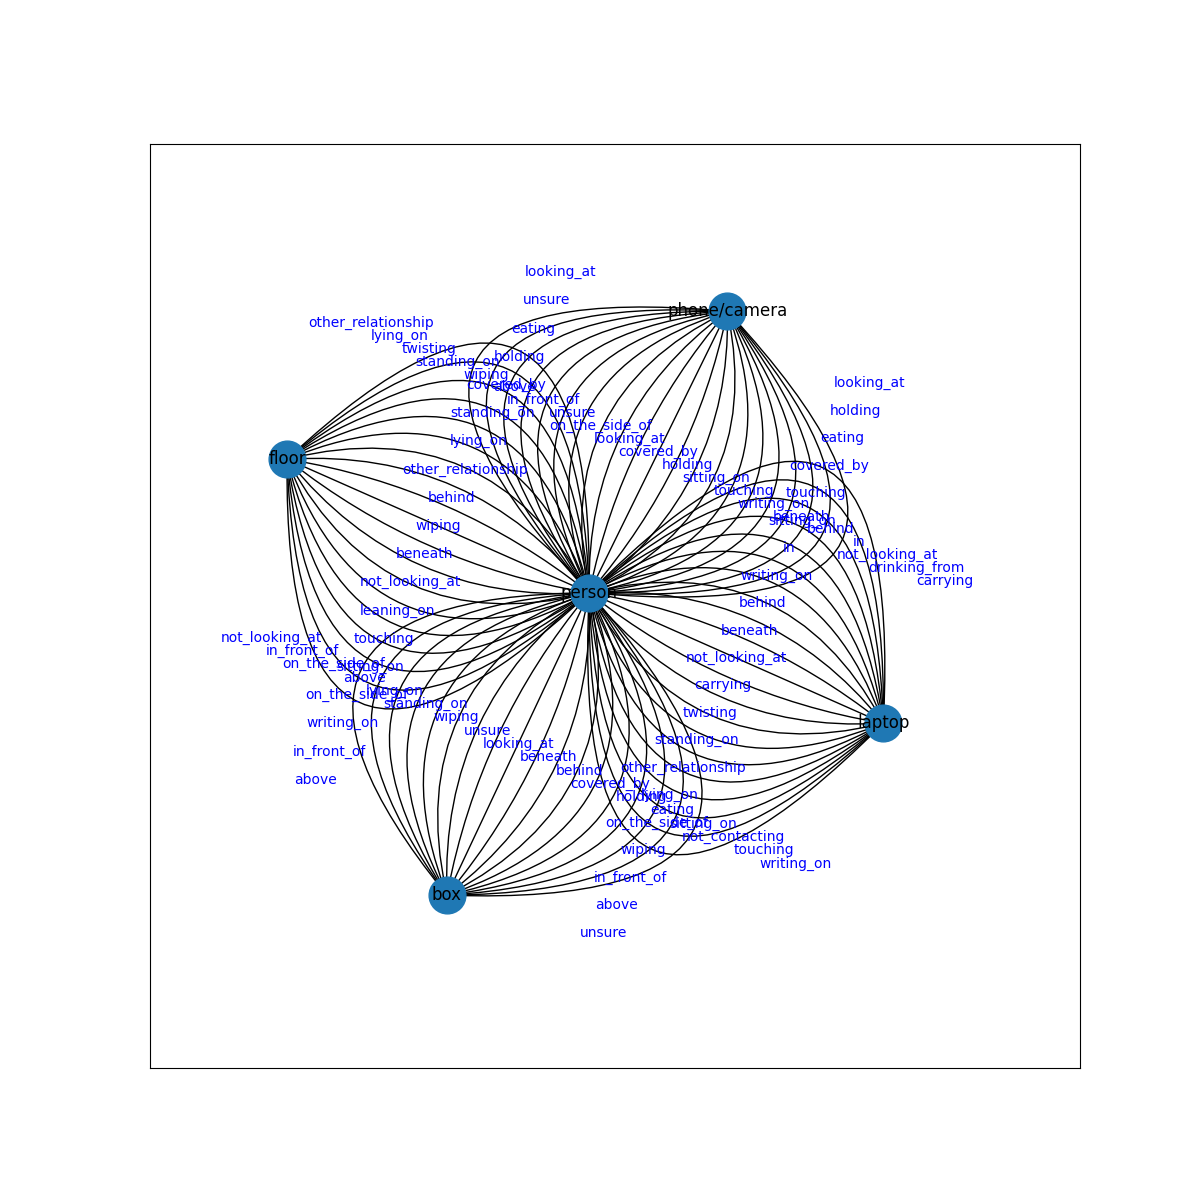 looking_at
unsure
phone/camera
other_relationship
eating
lying_on
twisting
holding
standing_on
wiping
looking_at
covered_by
above
in_front_of
holding
standing_on
unsure
on_the_side_of
eating
looking_at
lying_on
covered_by
floor
holding
covered_by
other_relationship
sitting_on
touching
touching
behind
writing_on
beneath
sitting_on
wiping
behind
in
in
beneath
not_looking_at
drinking_from
writing_on
carrying
not_looking_at
person
behind
leaning_on
beneath
not_looking_at
touching
in_front_of
not_looking_at
on_the_side_of
sitting_on
above
carrying
lying_on
on_the_side_of
standing_on
twisting
wiping
writing_on
laptop
unsure
standing_on
looking_at
in_front_of
beneath
other_relationship
behind
above
covered_by
lying_on
holding
eating
on_the_side_of
sitting_on
not_contacting
wiping
touching
writing_on
in_front_of
box
above
unsure